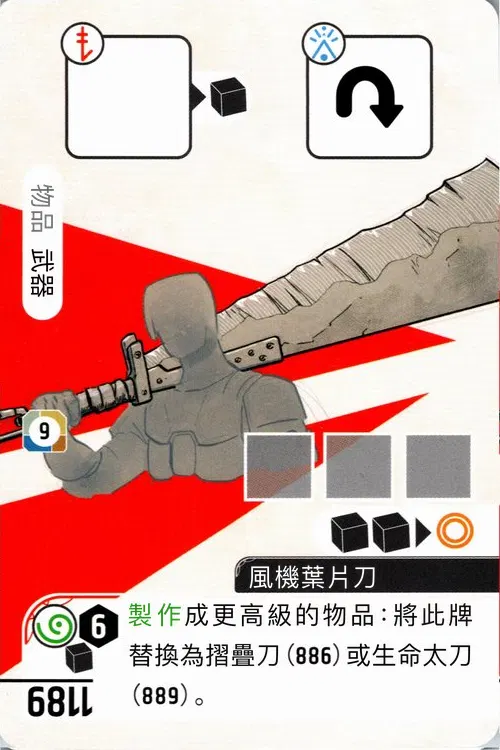 物品 武器
9
風機葉片刀
6
製作成更高級的物品：將此牌
替換為摺疊刀（886）或生命太刀
（889）。
1189